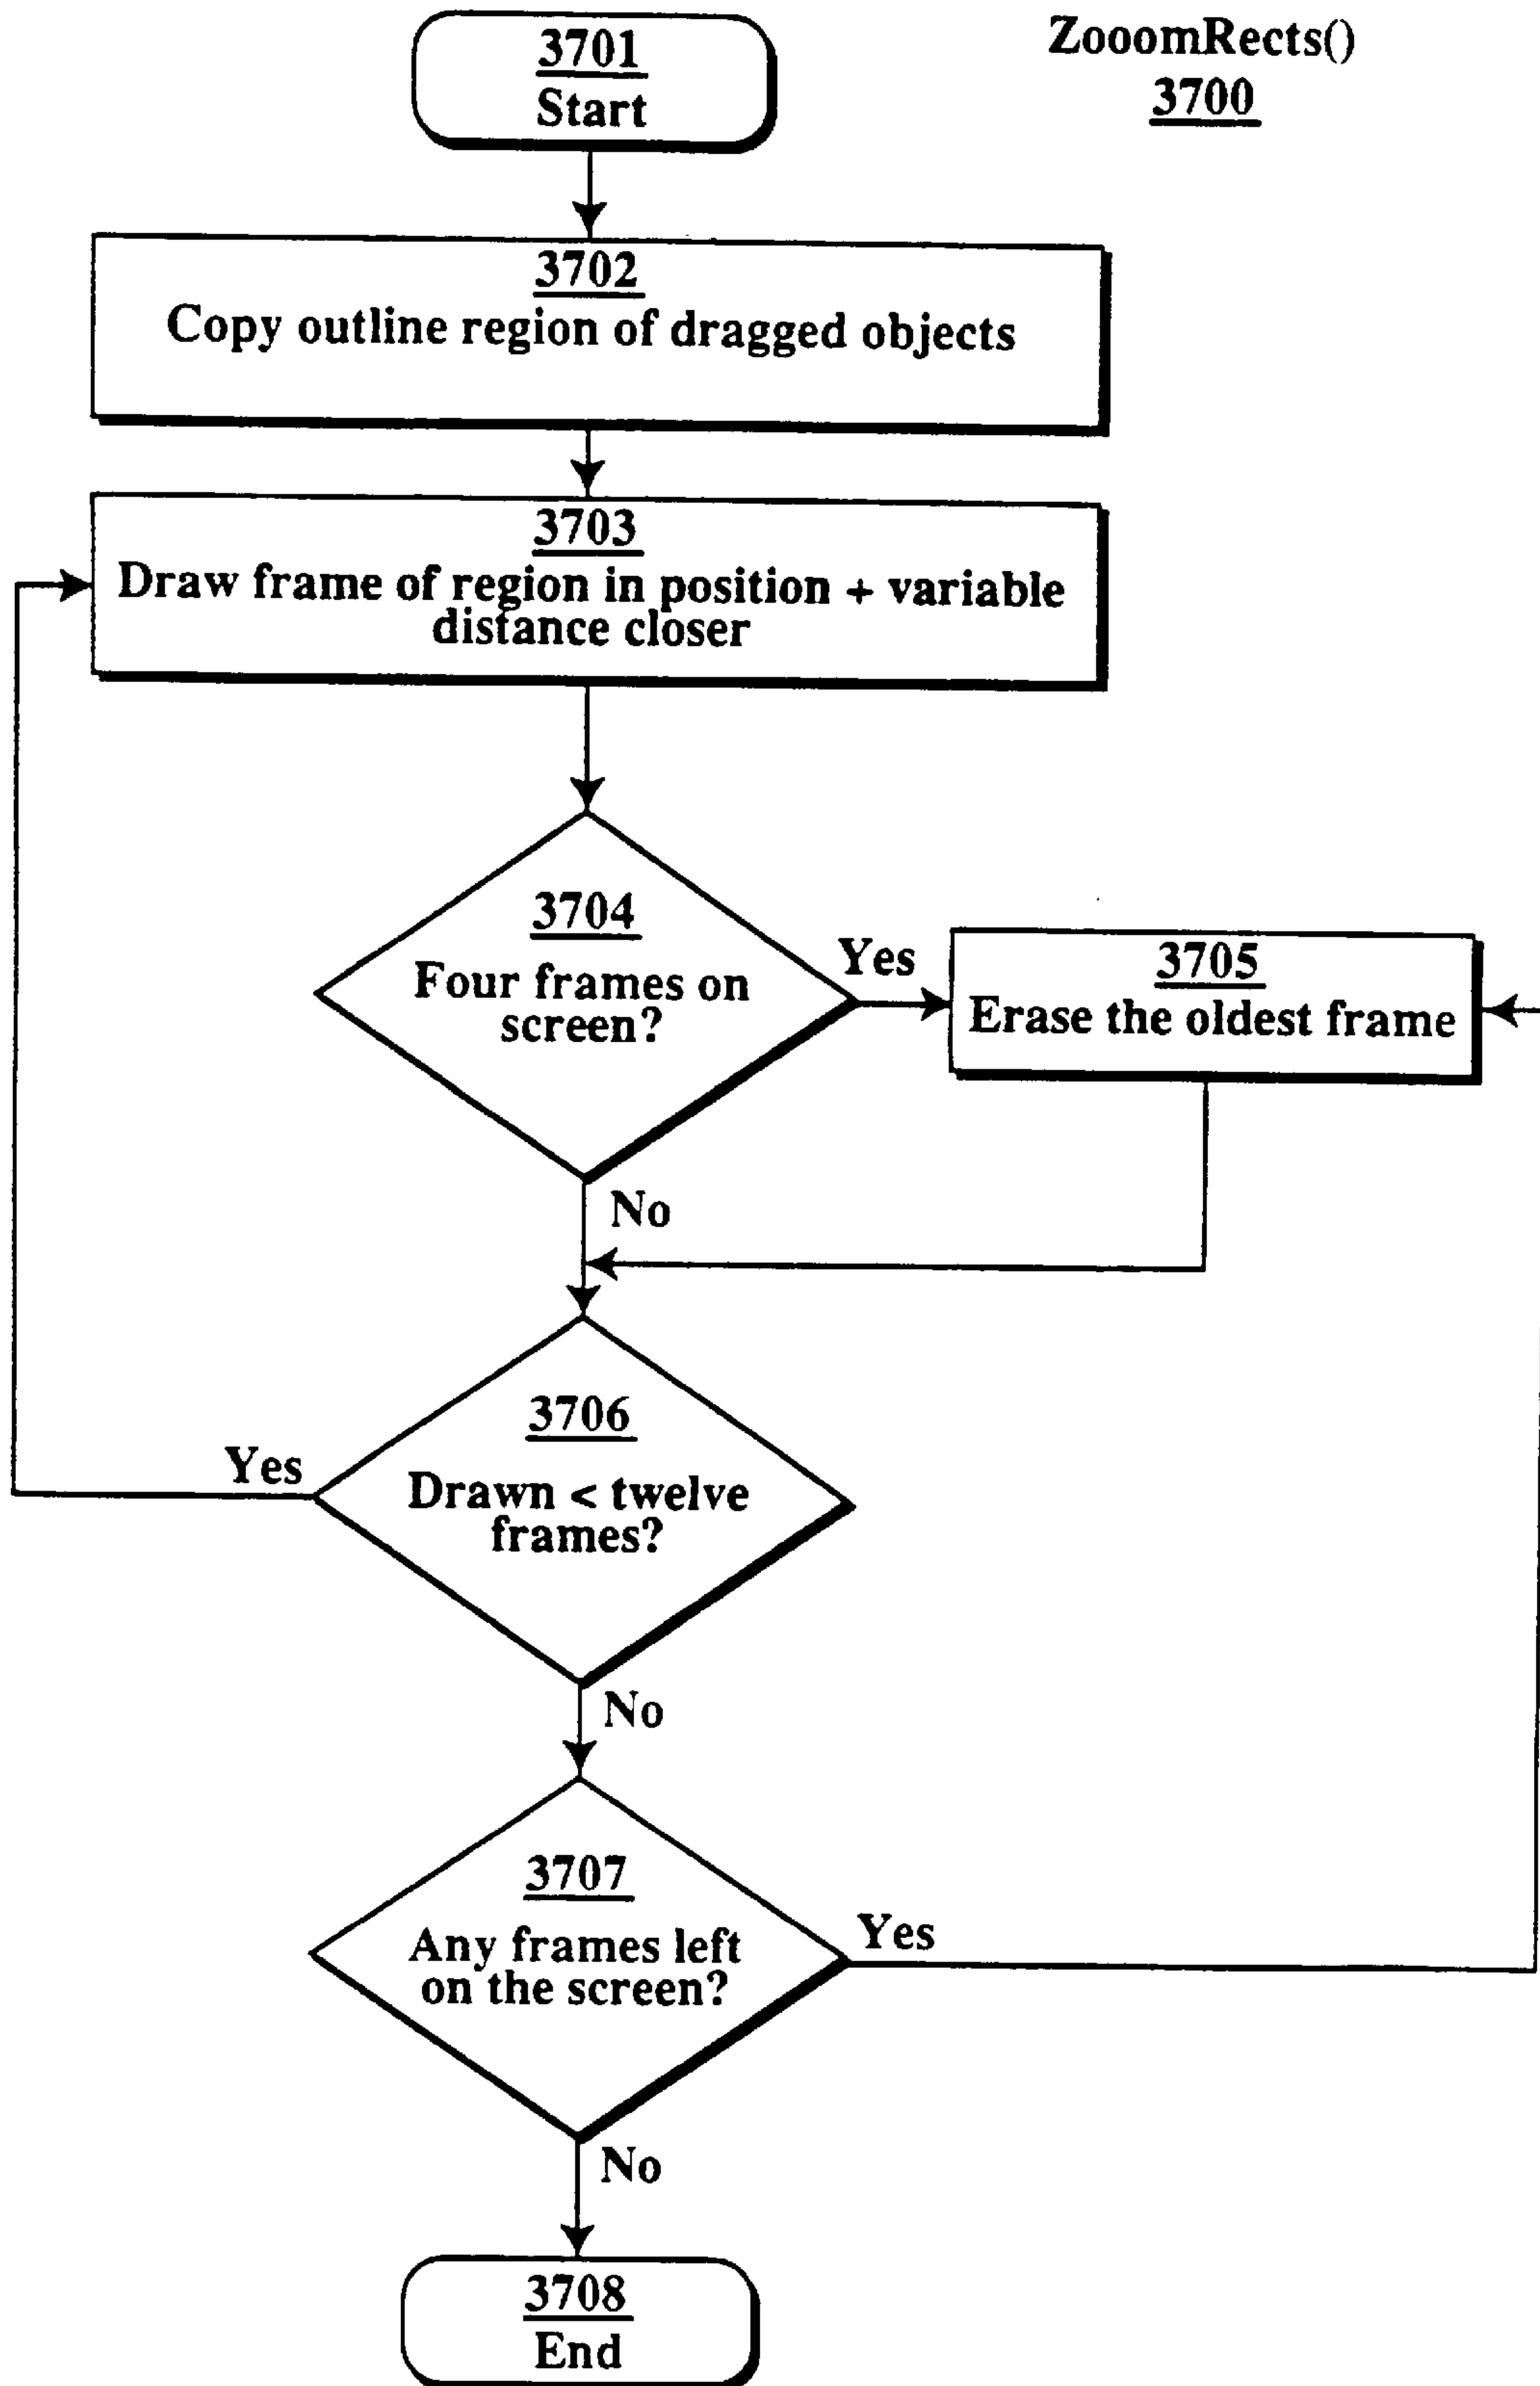 ZooomRects()
3700
3701
Start
3702
Copy outline region of dragged objects
3703
Draw frame of region in position + variable
distance closer
3704
Four frames on
screen?
Yes
3705
Erase the oldest frame
No
3706
Drawn < twelve
frames?
Yes
No
3707
Any frames left
on the screen?
Yes
No
3708
End